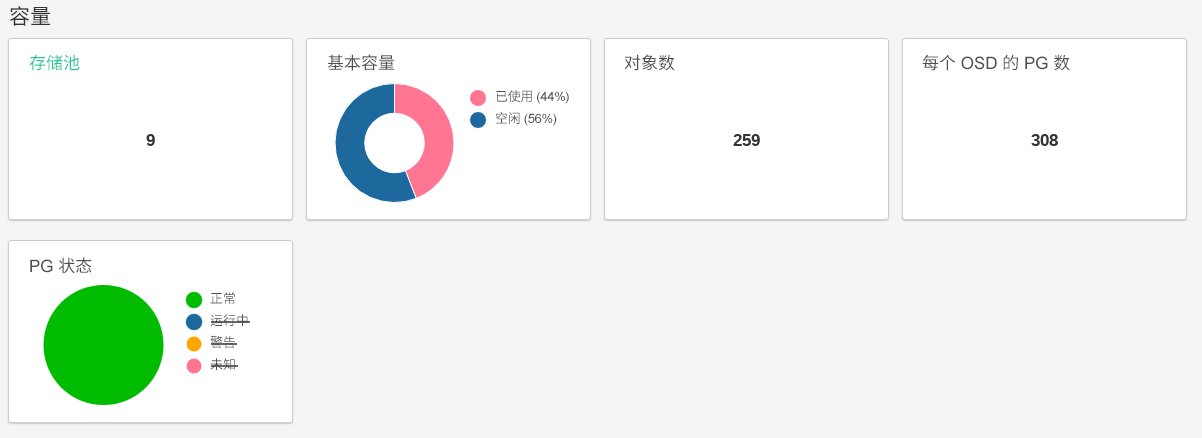 容量
存储池
9
基本容量
已使用 (44%)
空闲 (56%)
对象数
259
每个 OSD 的 PG 数
308
PG 状态
正常
运行中
警告
未知